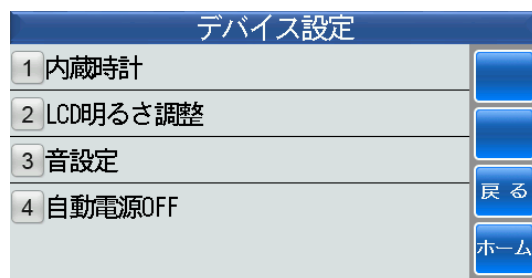 デバイス設定
1 内蔵時計
2 LCD明るさ調整
3 音設定
4 自動電源OFF
戻る
ホーム